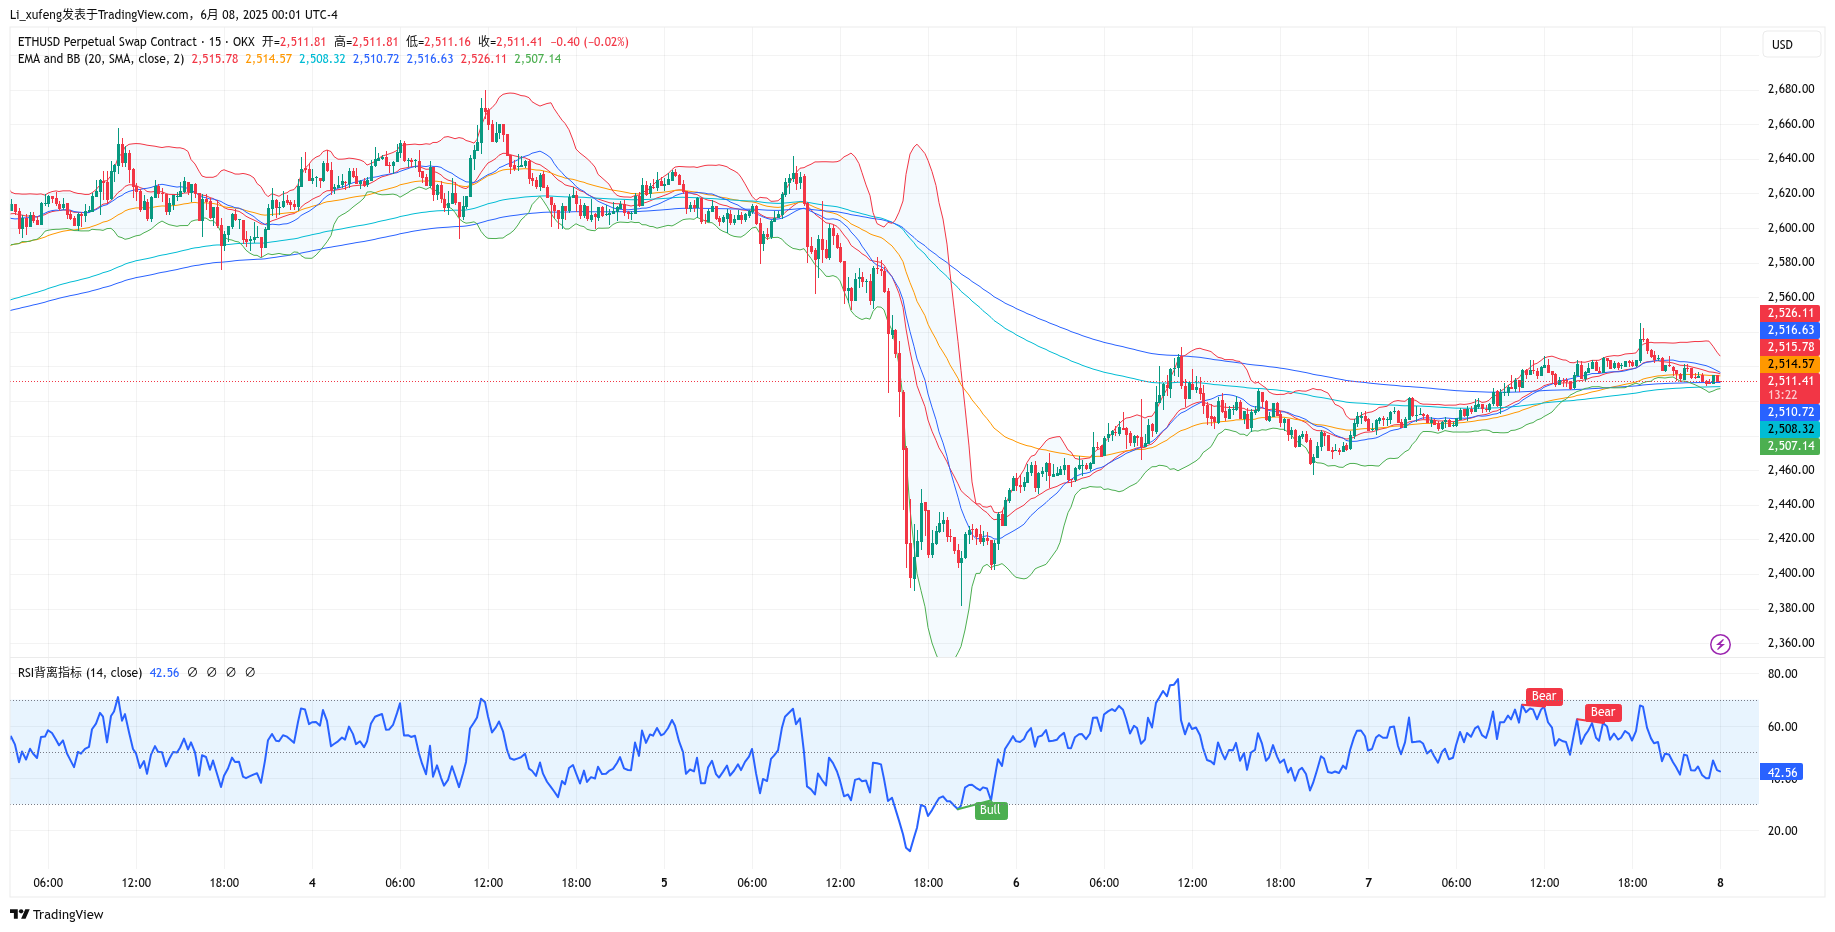 Li_xufeng发表于TradingView.com，6月 08, 2025 00:01 UTC-4
ETHUSD Perpetual Swap Contract · 15 · OKX 开=2,511.81 高=2,511.81 低=2,511.16 收=2,511.41 −0.40 (−0.02%)
EMA and BB (20, SMA, close, 2) 2,515.78 2,514.57 2,508.32 2,510.72 2,516.63 2,526.11 2,507.14
USD
2,680.00
2,660.00
2,640.00
2,620.00
2,600.00
2,580.00
2,560.00
2,526.11
2,516.63
2,515.78
2,514.57
2,511.41
13:22
2,510.72
2,508.32
2,507.14
2,460.00
2,440.00
2,420.00
2,400.00
2,380.00
2,360.00
RSI背离指标 (14, close) 42.56 ∅ ∅ ∅ ∅
80.00
Bear
Bear
60.00
42.56
40.00
Bull
20.00
06:00 12:00 18:00 4 06:00 12:00 18:00 5 06:00 12:00 18:00 6 06:00 12:00 18:00 7 06:00 12:00 18:00 8
TradingView